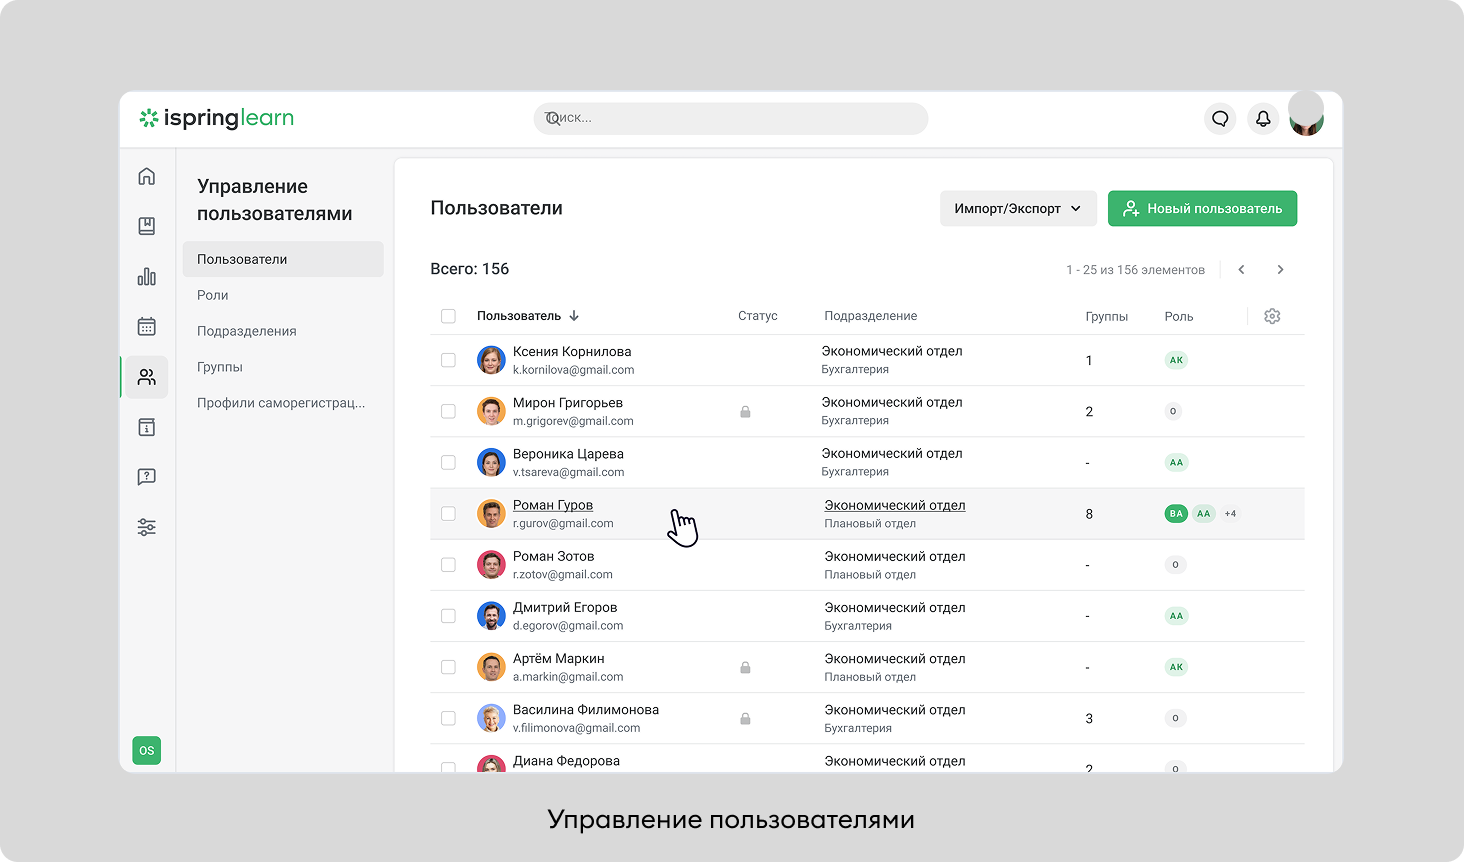 ispringlearn
Поиск...
Управление
пользователями
Пользователи
Роли
Подразделения
Группы
Профили саморегистрац...
OS
Пользователи
Импорт/Экспорт
Новый пользователь
Всего: 156
1 - 25 из 156 элементов
Пользователь Статус Подразделение Группы Роль
Ксения Корнилова Экономический отдел 1 AK
k.kornilova@gmail.com Бухгалтерия
Мирон Григорьев Экономический отдел 2 O
m.grigorev@gmail.com Бухгалтерия
Вероника Царева Экономический отдел - AA
v.tsareva@gmail.com Бухгалтерия
Роман Гуров Экономический отдел 8 BA AA +4
r.gurov@gmail.com Плановый отдел
Роман Зотов Экономический отдел - O
r.zotov@gmail.com Плановый отдел
Дмитрий Егоров Экономический отдел - AA
d.egorov@gmail.com Бухгалтерия
Артём Маркин Экономический отдел - AK
a.markin@gmail.com Плановый отдел
Василина Филимонова Экономический отдел 3 O
v.filimonova@gmail.com Бухгалтерия
Диана Федорова Экономический отдел 2 O
Управление пользователями